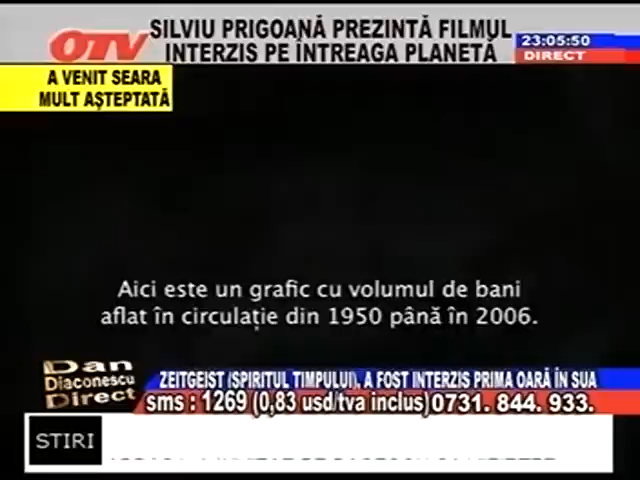 OTV
SILVIU PRIGOANĂ PREZINTĂ FILMUL
INTERZIS PE ÎNTREAGA PLANETĂ
23:05:50
DIRECT
A VENIT SEARA
MULT AȘTEPTATĂ
Aici este un grafic cu volumul de bani
aflat în circulație din 1950 până în 2006.
Dan
Diaconescu
Direct
ZEITGEIST (SPIRITUL TIMPULUI), A FOST INTERZIS PRIMA OARĂ ÎN SUA
sms : 1269 (0,83 usd/tva inclus) 0731. 844. 933.
STIRI